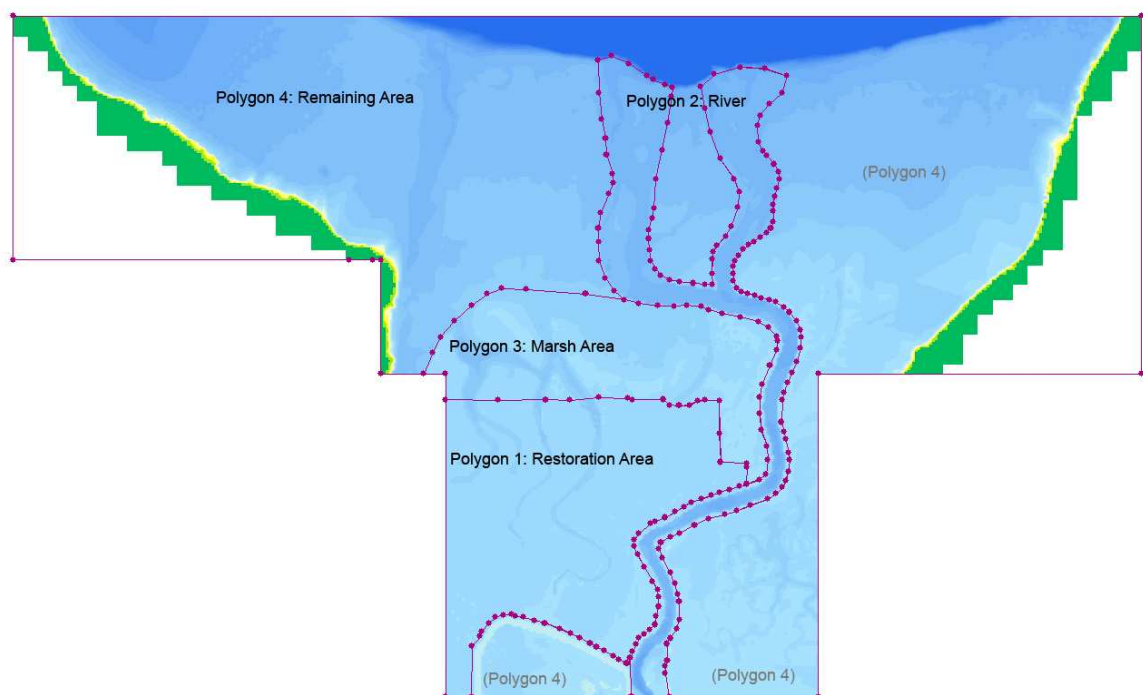 Polygon 4: Remaining Area
Polygon 2: River
(Polygon 4)
Polygon 3: Marsh Area
Polygon 1: Restoration Area
(Polygon 4)
(Polygon 4)